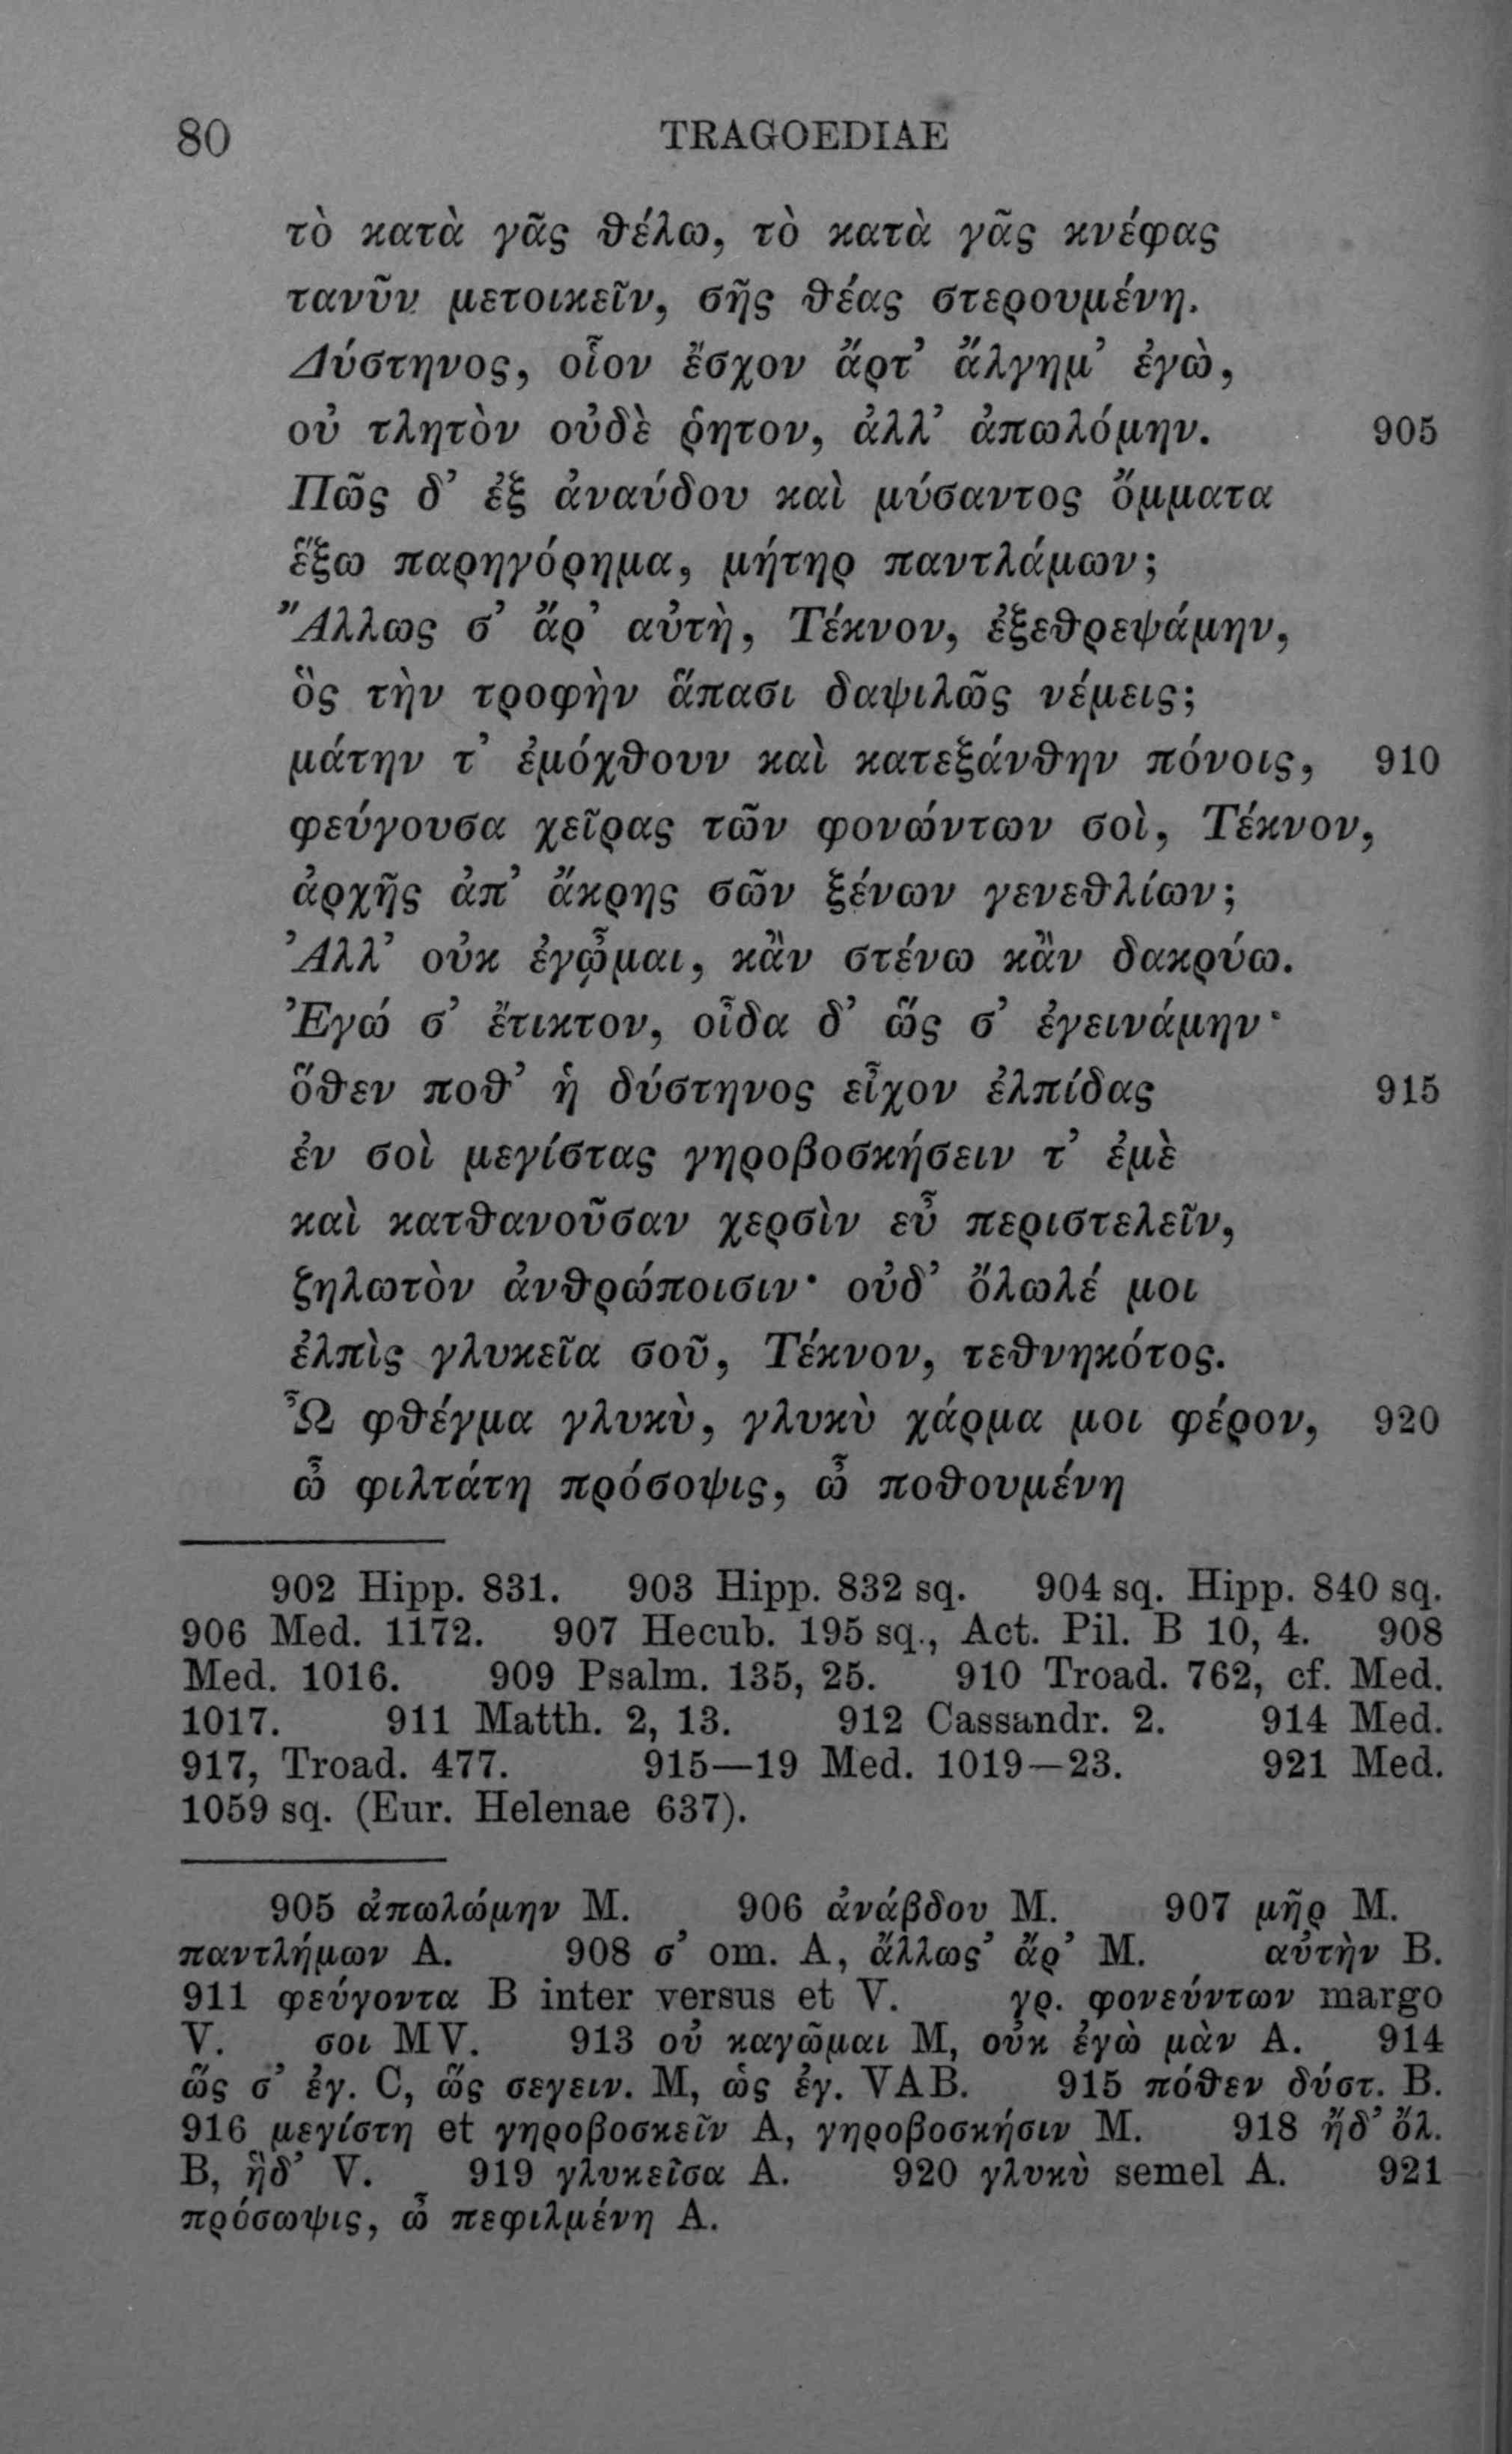 80 TRAGOEDIAE
τὸ κατὰ γᾶς θέλω, τὸ κατὰ γᾶς κνέφας
τανῦν μετοικεῖν, σῆς θέας στερουμένη.
Δύστηνος, οἷον ἔσχον ἄρτ’ ἄλγημ’ ἐγὼ,
οὐ τλητὸν οὐδὲ ῥητον, ἀλλ’ ἀπωλόμην. 905
Πῶς δ’ ἐξ ἀναύδου καὶ μύσαντος ὄμματα
ἕξω παρηγόρημα, μήτηρ παντλάμων;
Ἄλλως σ’ ἄρ’ αὐτὴ, Τέκνον, ἐξεθρεψάμην,
ὃς τὴν τροφὴν ἅπασι δαψιλῶς νέμεις;
μάτην τ’ ἐμόχθουν καὶ κατεξάνθην πόνοις, 910
φεύγουσα χεῖρας τῶν φονώντων σοὶ, Τέκνον,
ἀρχῆς ἀπ’ ἄκρης σῶν ξένων γενεθλίων;
Ἀλλ’ οὐκ ἐγᾦμαι, κἂν στένω κἂν δακρύω.
Ἐγώ σ’ ἔτικτον, οἶδα δ’ ὥς σ’ ἐγεινάμην·
ὅθεν ποθ’ ἡ δύστηνος εἶχον ἐλπίδας 915
ἐν σοὶ μεγίστας γηροβοσκήσειν τ’ ἐμὲ
καὶ κατθανοῦσαν χερσὶν εὖ περιστελεῖν,
ζηλωτὸν ἀνθρώποισιν· οὐδ’ ὄλωλέ μοι
ἐλπὶς γλυκεῖα σοῦ, Τέκνον, τεθνηκότος.
Ὦ φθέγμα γλυκὺ, γλυκὺ χάρμα μοι φέρον, 920
ὦ φιλτάτη πρόσοψις, ὦ ποθουμένη
902 Hipp. 831. 903 Hipp. 832 sq. 904 sq. Hipp. 840 sq.
906 Med. 1172. 907 Hecub. 195 sq., Act. Pil. B 10, 4. 908
Med. 1016. 909 Psalm. 135, 25. 910 Troad. 762, cf. Med.
1017. 911 Matth. 2, 13. 912 Cassandr. 2. 914 Med.
917, Troad. 477. 915—19 Med. 1019—23. 921 Med.
1059 sq. (Eur. Helenae 637).
905 ἀπωλώμην M. 906 ἀνάβδου M. 907 μῆρ M.
παντλήμων A. 908 σ’ om. A, ἄλλως’ ἄρ’ M. αὐτὴν B.
911 φεύγοντα B inter versus et V. γρ. φονεύντων margo
V. σοι M V. 913 οὐ καγῶμαι M, οὐκ ἐγὼ μὰν A. 914
ὥς σ’ ἐγ. C, ὥς σεγειν. M, ὡς ἐγ. VAB. 915 πόθεν δύστ. B.
916 μεγίστη et γηροβοσκεῖν A, γηροβοσκήσιν M. 918 ἤδ’ ὄλ.
B, ἢδ’ V. 919 γλυκεῖσα A. 920 γλυκὺ semel A. 921
πρόσωψις, ὦ πεφιλμένη A.